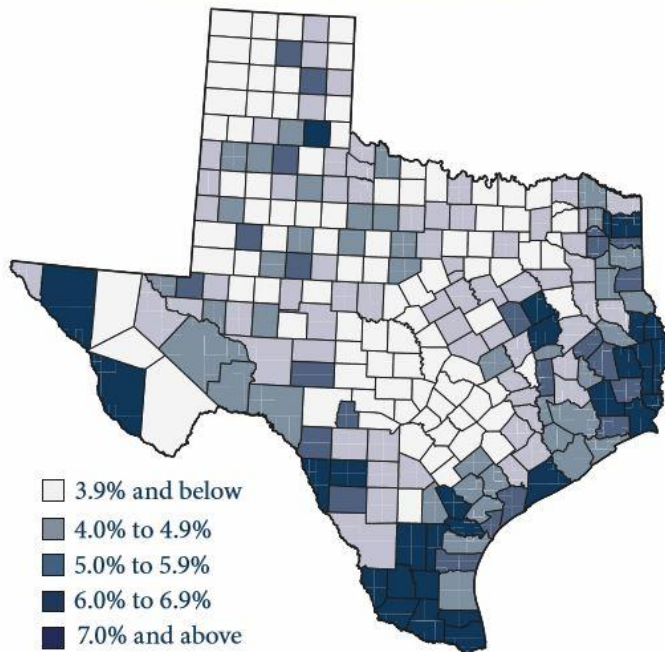 3.9% and below
4.0% to 4.9%
5.0% to 5.9%
6.0% to 6.9%
7.0% and above